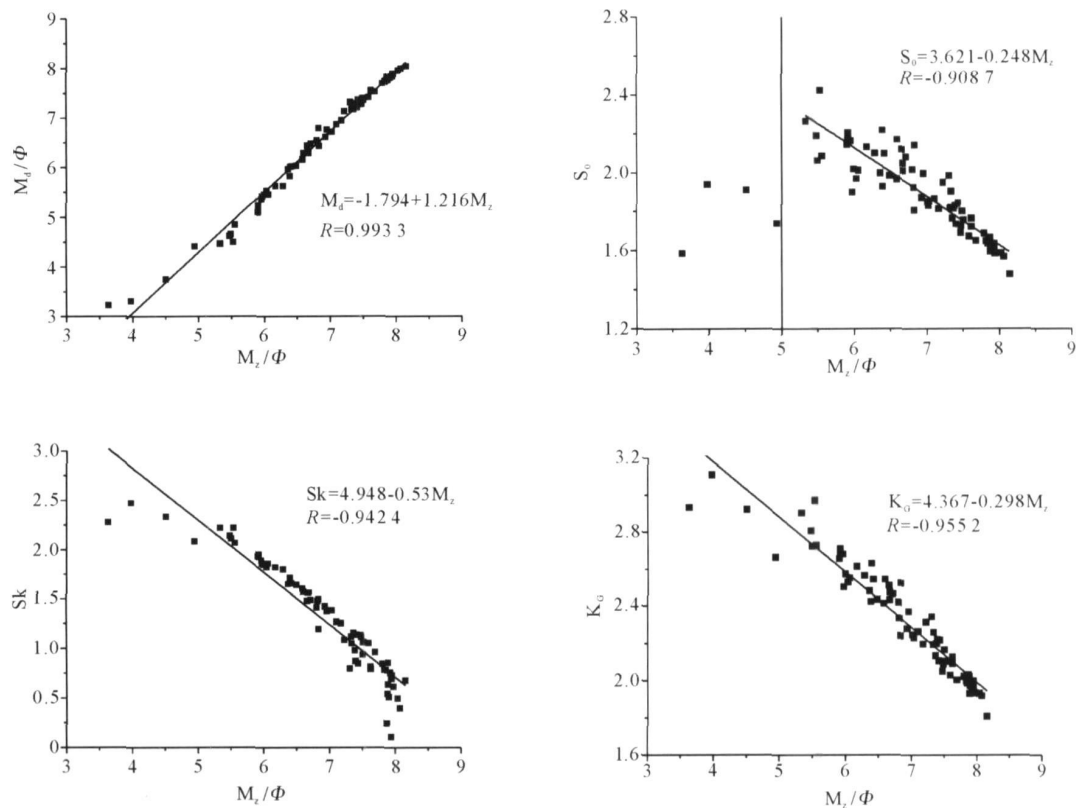 9
8
7
6
5
4
3
M_d/Φ
M_d=-1.794+1.216M_z
R=0.993 3
3 4 5 6 7 8 9
M_z/Φ
2.8
2.4
2.0
1.6
1.2
S_o
S_o=3.621-0.248M_z
R=-0.908 7
3 4 5 6 7 8 9
M_z/Φ
3.0
2.5
2.0
1.5
1.0
0.5
0
Sk
Sk=4.948-0.53M_z
R=-0.942 4
3 4 5 6 7 8 9
M_z/Φ
3.2
2.8
2.4
2.0
1.6
K_G
K_G=4.367-0.298M_z
R=-0.955 2
3 4 5 6 7 8 9
M_z/Φ